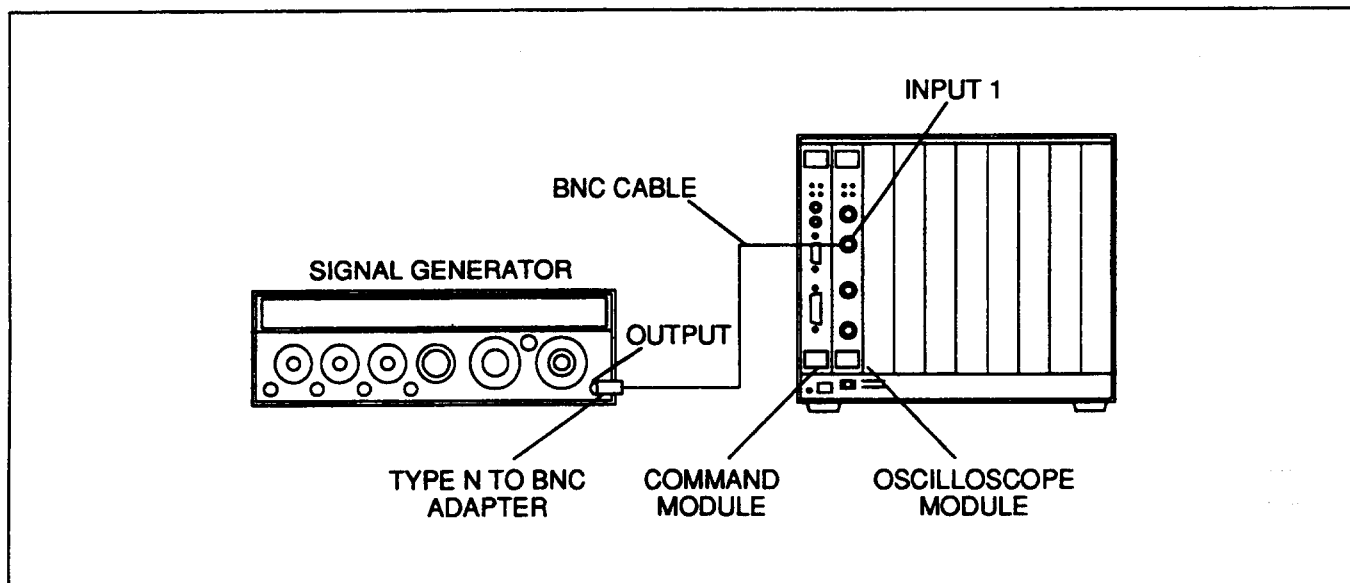 INPUT 1
BNC CABLE
SIGNAL GENERATOR
OUTPUT
TYPE N TO BNC
ADAPTER
COMMAND
MODULE
OSCILLOSCOPE
MODULE